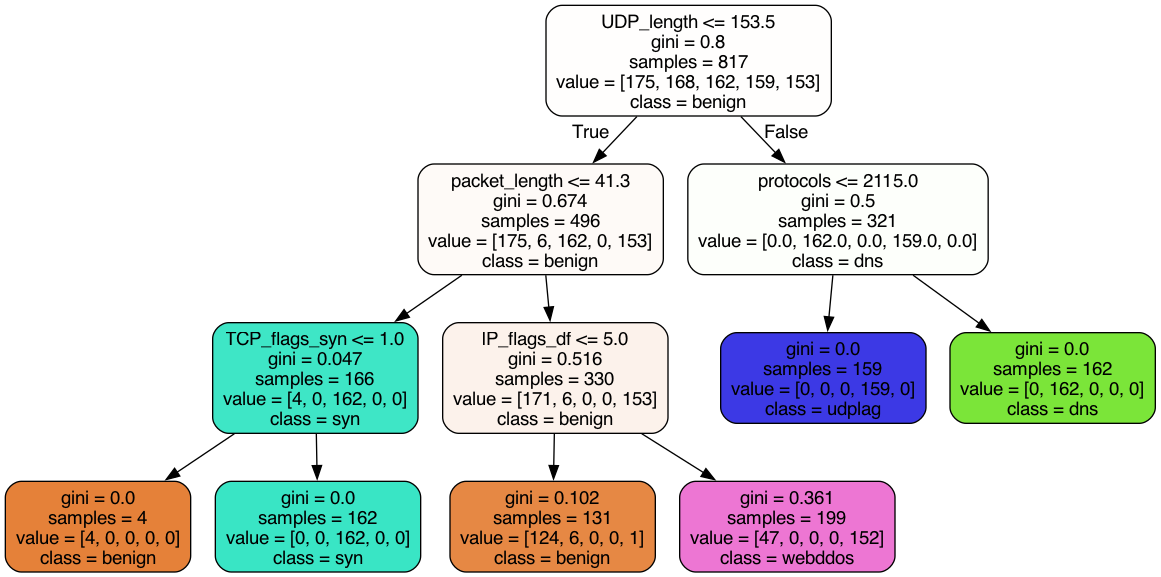 UDP_length <= 153.5
gini = 0.8
samples = 817
value = [175, 168, 162, 159, 153]
class = benign
True
False
packet_length <= 41.3
gini = 0.674
samples = 496
value = [175, 6, 162, 0, 153]
class = benign
protocols <= 2115.0
gini = 0.5
samples = 321
value = [0.0, 162.0, 0.0, 159.0, 0.0]
class = dns
TCP_flags_syn <= 1.0
gini = 0.047
samples = 166
value = [4, 0, 162, 0, 0]
class = syn
IP_flags_df <= 5.0
gini = 0.516
samples = 330
value = [171, 6, 0, 0, 153]
class = benign
gini = 0.0
samples = 159
value = [0, 0, 0, 159, 0]
class = udplag
gini = 0.0
samples = 162
value = [0, 162, 0, 0, 0]
class = dns
gini = 0.0
samples = 4
value = [4, 0, 0, 0, 0]
class = benign
gini = 0.0
samples = 162
value = [0, 0, 162, 0, 0]
class = syn
gini = 0.102
samples = 131
value = [124, 6, 0, 0, 1]
class = benign
gini = 0.361
samples = 199
value = [47, 0, 0, 0, 152]
class = webddos